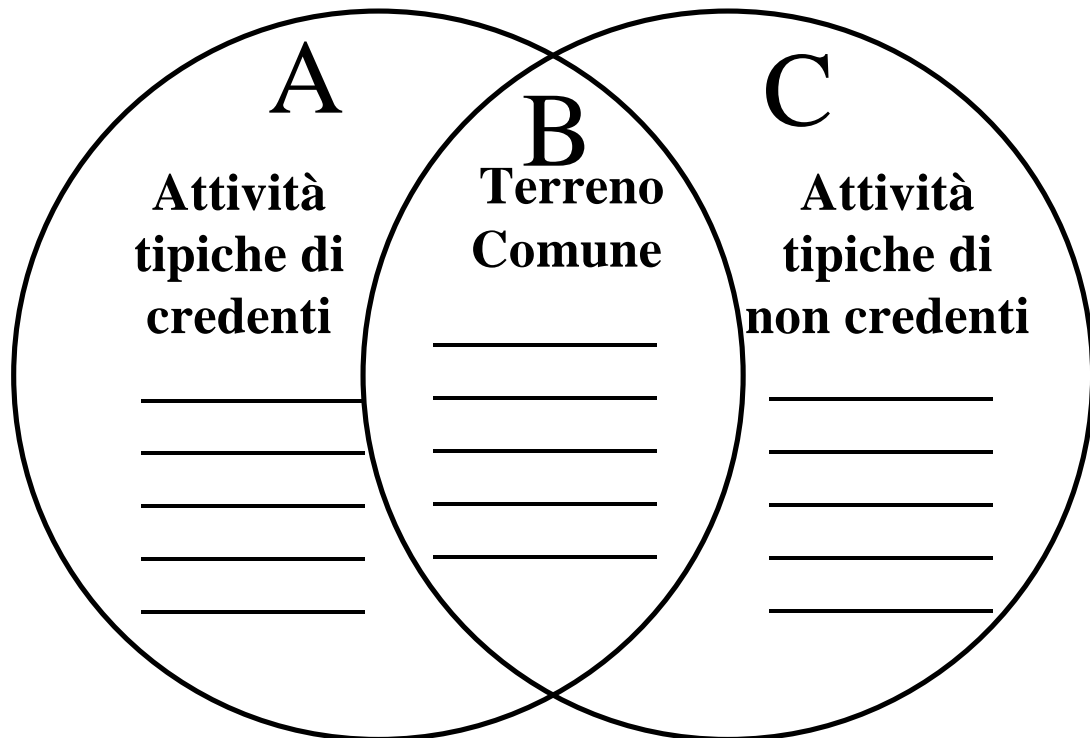 A
Attività
tipiche di
credenti
B
Terreno
Comune
C
Attività
tipiche di
non credenti